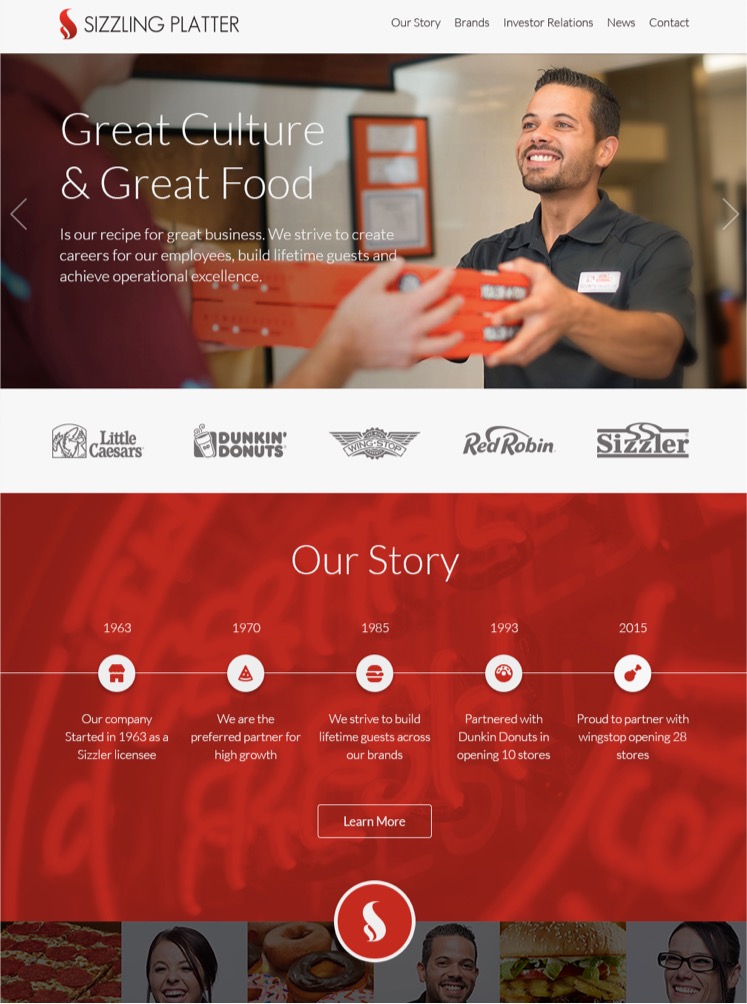 SIZZLING PLATTER
Our Story Brands Investor Relations News Contact
Great Culture
& Great Food
Is our recipe for great business. We strive to create
careers for our employees, build lifetime guests and
achieve operational excellence.
Little
Caesars
DUNKIN'
DONUTS
WING·STOP
Red Robin
Sizzler
Our Story
1963 1970 1985 1993 2015
Our company
Started in 1963 as a
Sizzler licensee
We are the
preferred partner for
high growth
We strive to build
lifetime guests across
our brands
Partnered with
Dunkin Donuts in
opening 10 stores
Proud to partner with
wingstop opening 28
stores
Learn More